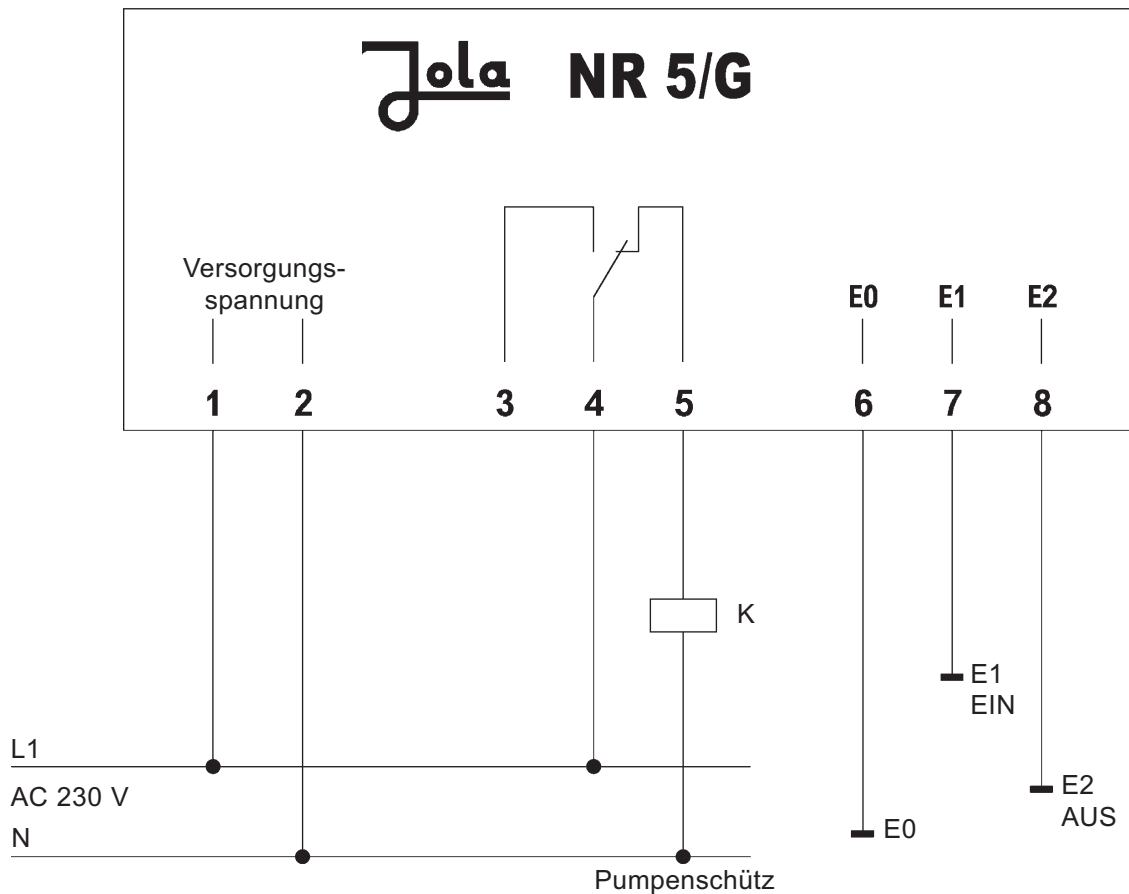 Jola NR 5/G
Versorgungs-
spannung
E0 E1 E2
1 2 3 4 5 6 7 8
K
E1
EIN
L1
AC 230 V
E2
AUS
E0
N
Pumpenschütz